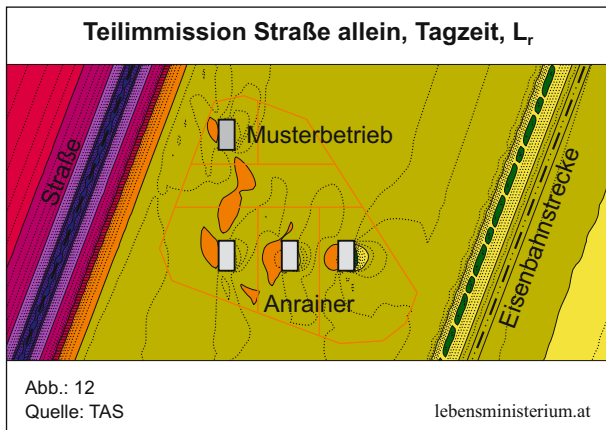 Teilimmission Straße allein, Tagzeit, Lr
Straße
Musterbetrieb
Anrainer
Eisenbahnstrecke
Abb.: 12
Quelle: TAS
lebensministerium.at